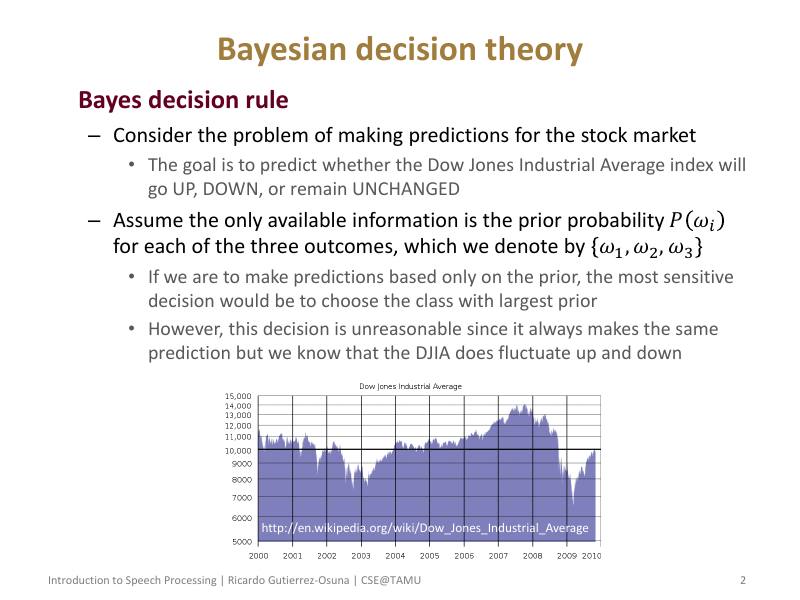 Bayesian decision theory
Bayes decision rule
– Consider the problem of making predictions for the stock market
• The goal is to predict whether the Dow Jones Industrial Average index will
go UP, DOWN, or remain UNCHANGED
– Assume the only available information is the prior probability 𝑃(𝜔ᵢ)
for each of the three outcomes, which we denote by {𝜔₁, 𝜔₂, 𝜔₃}
• If we are to make predictions based only on the prior, the most sensitive
decision would be to choose the class with largest prior
• However, this decision is unreasonable since it always makes the same
prediction but we know that the DJIA does fluctuate up and down
Dow Jones Industrial Average
15,000
14,000
13,000
12,000
11,000
10,000
9000
8000
7000
6000
5000
http://en.wikipedia.org/wiki/Dow_Jones_Industrial_Average
2000 2001 2002 2003 2004 2005 2006 2007 2008 2009 2010
Introduction to Speech Processing | Ricardo Gutierrez-Osuna | CSE@TAMU 2